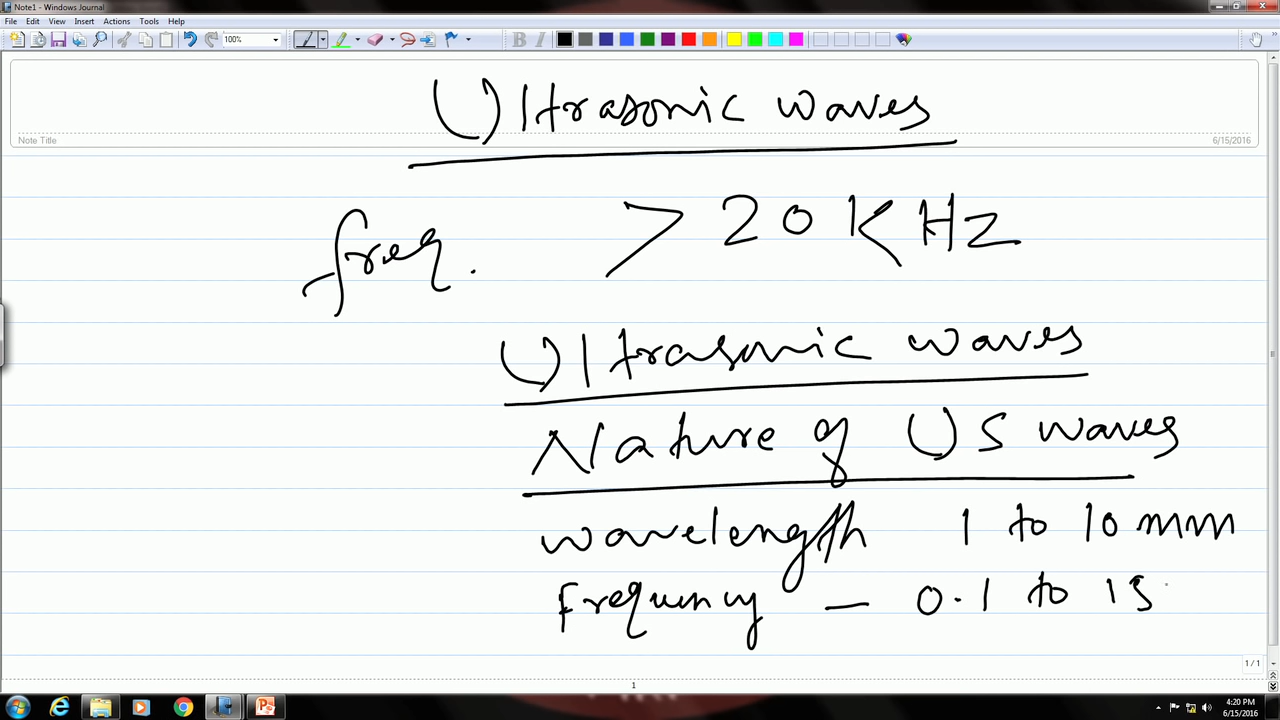 Note1 - Windows Journal
File Edit View Insert Actions Tools Help
100%
Ultrasonic waves
Note Title
6/15/2016
freq. > 20 KHz
Ultrasonic waves
Nature of US waves
wavelength 1 to 10 mm
frequency — 0.1 to 15
1/1
1
4:20 PM
6/15/2016